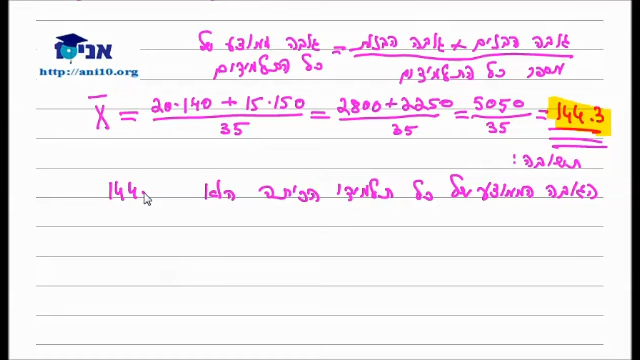 אני10
http://ani10.org
גובה ממוצע של כל התלמידים = גובה הבנים + גובה הבנות / מספר כל התלמידים
X̄ = 20·140 + 15·150 / 35 = 2800+2250 / 35 = 5050 / 35 = 144.3
תשובה:
הגובה הממוצע של כל תלמידי הכיתה הוא 144.